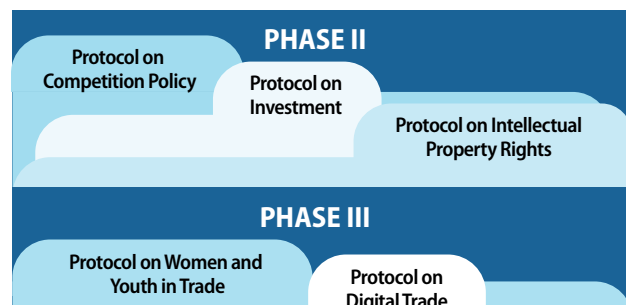 PHASE II
Protocol on
Competition Policy
Protocol on
Investment
Protocol on Intellectual
Property Rights
PHASE III
Protocol on Women and
Youth in Trade
Protocol on
Digital Trade